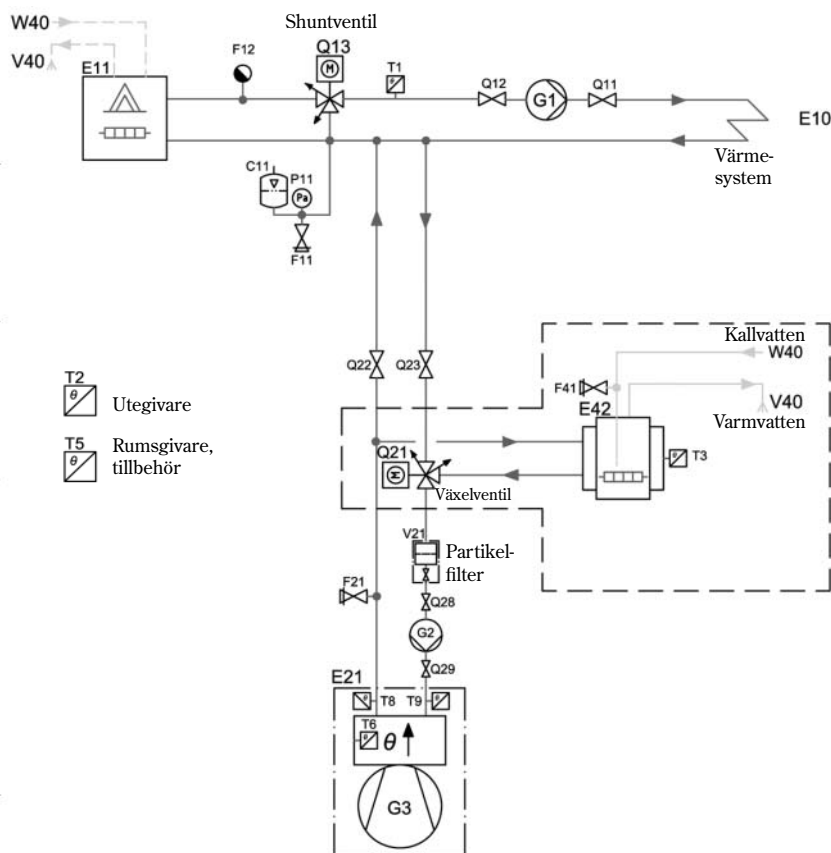 W40
V40
E11
F12
Shuntventil
Q13
M
T1
θ
Q12
G1
Q11
E10
Värme-
system
C11
P11
Pa
F11
Q22
Q23
T2
θ
Utegivare
T5
θ
Rumsgivare,
tillbehör
Kallvatten
W40
F41
E42
V40
Varmvatten
Q21
M
T3
θ
Växelventil
V21
Partikel-
filter
F21
Q28
G2
Q29
E21
θ
T8
T9
θ
T6
θ
θ
G3